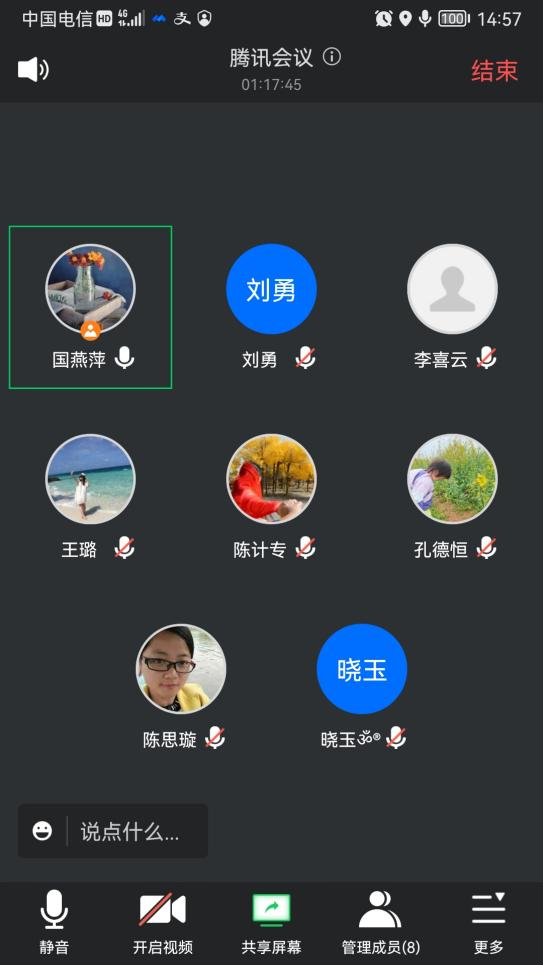 中国电信 HD 4G 支 100 14:57
腾讯会议
01:17:45
结束
国燕萍
刘勇
刘勇
李喜云
王璐
陈计专
孔德恒
陈思璇
晓玉
晓玉ૐ®
说点什么...
静音
开启视频
共享屏幕
管理成员(8)
更多